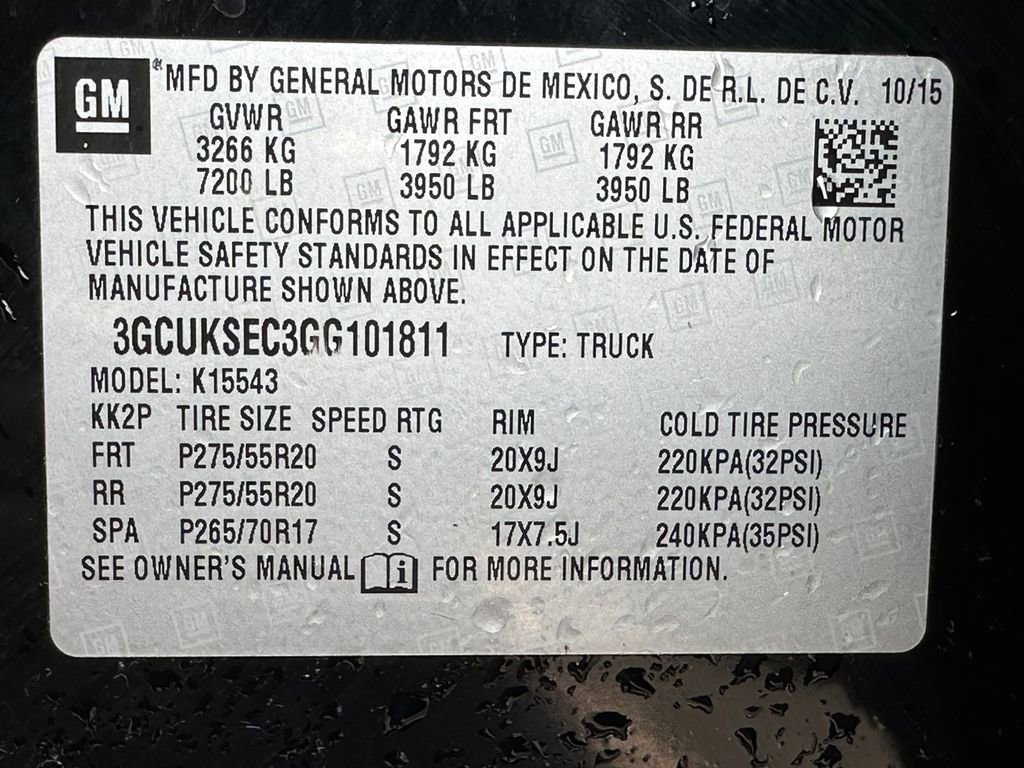 GM MFD BY GENERAL MOTORS DE MEXICO, S. DE R.L. DE C.V. 10/15
GVWR GAWR FRT GAWR RR
3266 KG 1792 KG 1792 KG
7200 LB 3950 LB 3950 LB
THIS VEHICLE CONFORMS TO ALL APPLICABLE U.S. FEDERAL MOTOR
VEHICLE SAFETY STANDARDS IN EFFECT ON THE DATE OF
MANUFACTURE SHOWN ABOVE.
3GCUKSEC3GG101811 TYPE: TRUCK
MODEL: K15543
KK2P TIRE SIZE SPEED RTG RIM COLD TIRE PRESSURE
FRT P275/55R20 S 20X9J 220KPA(32PSI)
RR P275/55R20 S 20X9J 220KPA(32PSI)
SPA P265/70R17 S 17X7.5J 240KPA(35PSI)
SEE OWNER'S MANUAL i FOR MORE INFORMATION.